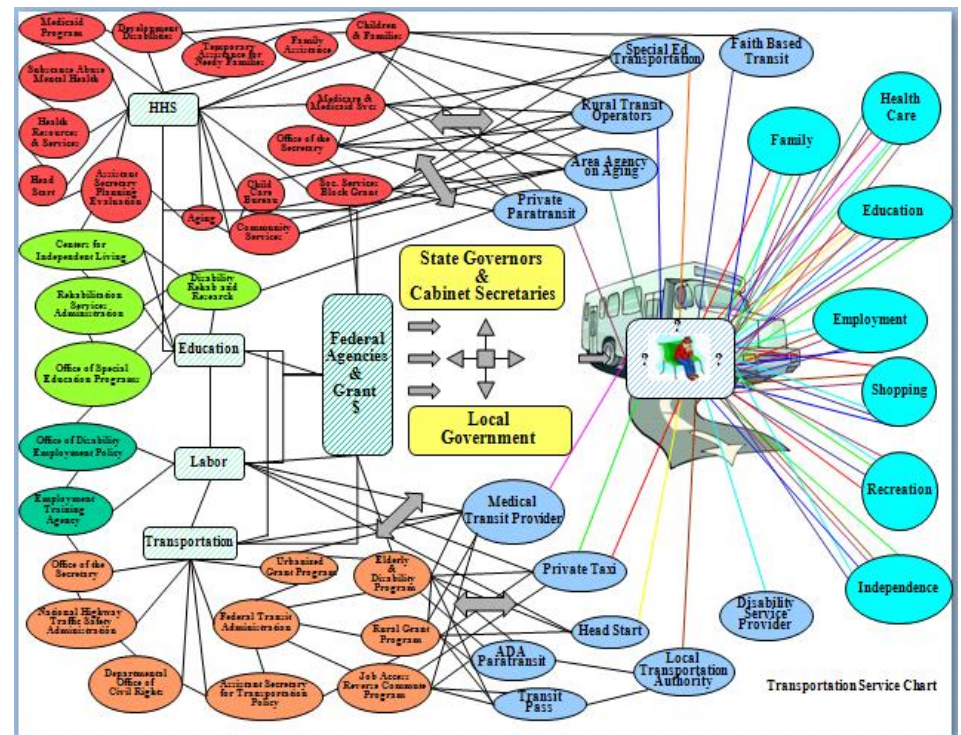 Medicaid
Program
Development
Disabilities
Temporary
Assistance for
Needy Families
Family
Assistance
Children
& Families
Substance Abuse
Mental Health
HHS
Medicare &
Medicaid Svcs
Health
Resources
& Services
Office of the
Secretary
Head
Start
Assistant
Secretary
Planning
Evaluation
Child
Care
Bureau
Soc. Services
Block Grant
Aging
Community
Services
Special Ed
Transportation
Faith Based
Transit
Rural Transit
Operators
Area Agency
on Aging
Private
Paratransit
Family
Health
Care
Education
Employment
Shopping
Recreation
Independence
Centers for
Independent Living
Disability
Rehab and
Research
Rehabilitation
Services
Administration
Office of Special
Education Programs
Education
Federal
Agencies
&
Grant
$
State Governors
&
Cabinet Secretaries
Local
Government
?
?
?
Office of Disability
Employment Policy
Labor
Employment
Training
Agency
Transportation
Office of the
Secretary
Urbanized
Grant Program
Elderly
&
Disability
Program
National Highway
Traffic Safety
Administration
Federal Transit
Administration
Rural Grant
Program
Departmental
Office of
Civil Rights
Assistant Secretary
for Transportation
Policy
Job Access
Reverse Commute
Program
Medical
Transit Provider
Private Taxi
Head Start
ADA
Paratransit
Transit
Pass
Local
Transportation
Authority
Disability
Service
Provider
Transportation Service Chart